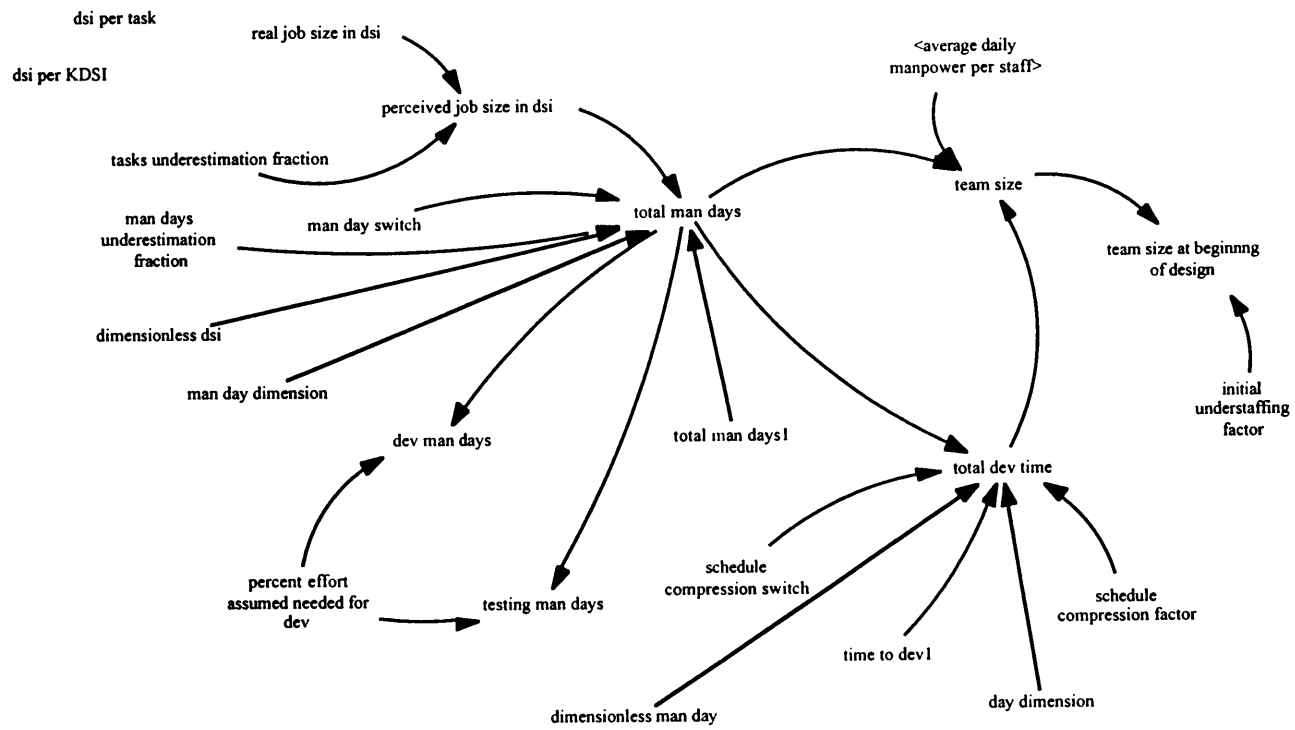 dsi per task
real job size in dsi
<average daily
manpower per staff>
dsi per KDSI
perceived job size in dsi
tasks underestimation fraction
team size
man days
underestimation
fraction
man day switch
total man days
team size at beginnng
of design
dimensionless dsi
man day dimension
initial
understaffing
factor
dev man days
total man days1
total dev time
percent effort
assumed needed for
dev
testing man days
schedule
compression switch
schedule
compression factor
time to dev1
dimensionless man day
day dimension